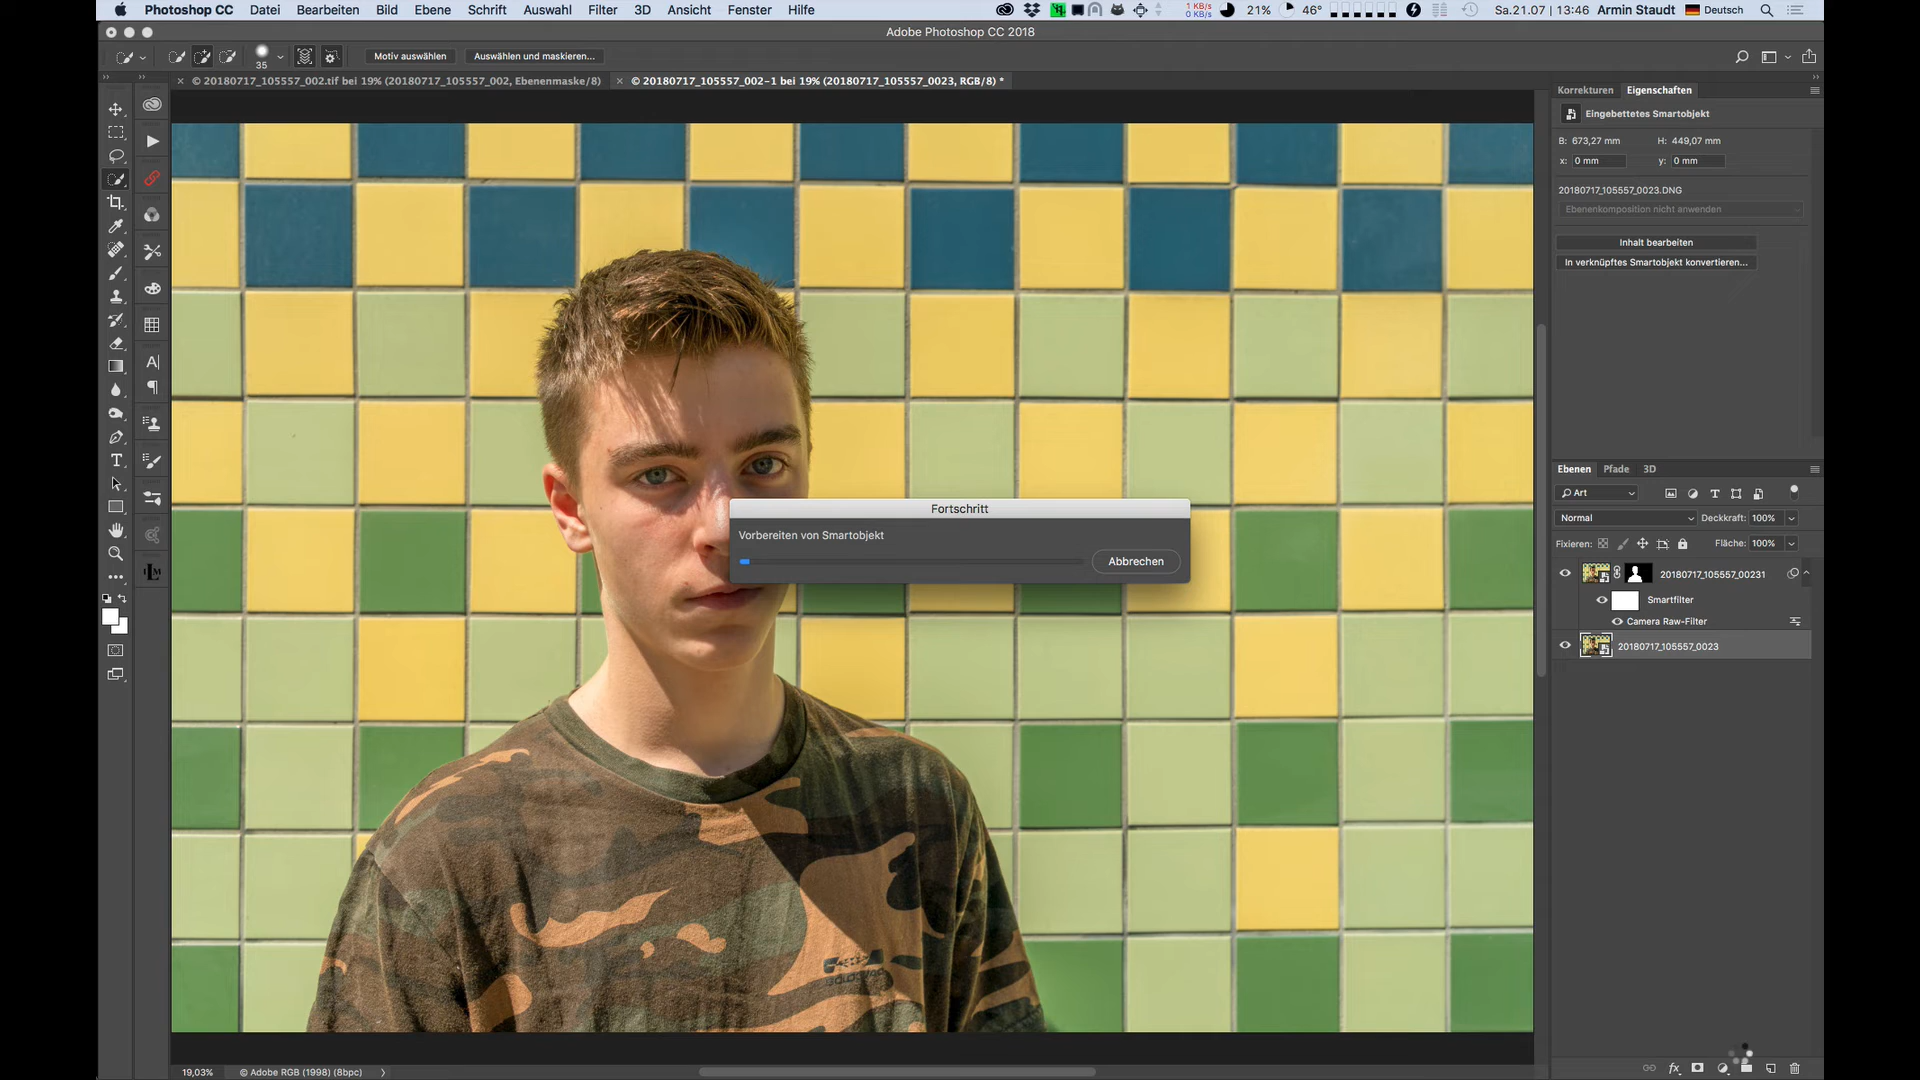 Photoshop CC Datei Bearbeiten Bild Ebene Schrift Auswahl Filter 3D Ansicht Fenster Hilfe 1 KB/s 0 KB/s 21% 46° Sa.21.07 13:46 Armin Staudt Deutsch
Adobe Photoshop CC 2018
35 Motiv auswählen Auswählen und maskieren...
© 20180717_105557_002.tif bei 19% (20180717_105557_002, Ebenenmaske/8) © 20180717_105557_002-1 bei 19% (20180717_105557_0023, RGB/8) *
Korrekturen Eigenschaften
Eingebettetes Smartobjekt
B: 673,27 mm H: 449,07 mm
x: 0 mm y: 0 mm
20180717_105557_0023.DNG
Ebenenkomposition nicht anwenden
Inhalt bearbeiten
In verknüpftes Smartobjekt konvertieren...
Fortschritt
Vorbereiten von Smartobjekt
Abbrechen
Ebenen Pfade 3D
Art
Normal Deckkraft: 100%
Fixieren: Fläche: 100%
20180717_105557_00231
Smartfilter
Camera Raw-Filter
20180717_105557_0023
19,03% © Adobe RGB (1998) (8bpc)